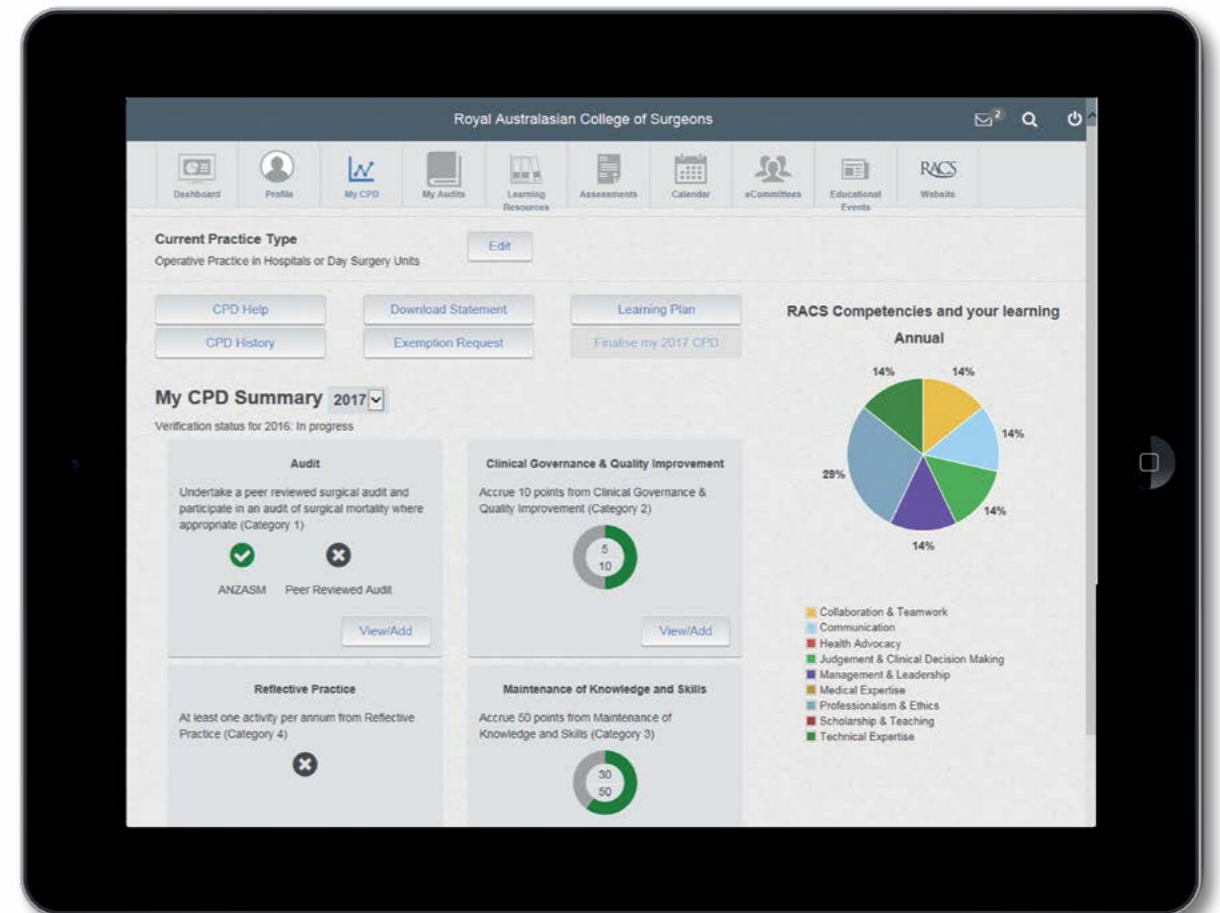 Royal Australasian College of Surgeons
2
Dashboard
Profile
My CPD
My Audits
Learning
Resources
Assessments
Calendar
eCommittees
Educational
Events
RACS
Website
Current Practice Type
Operative Practice in Hospitals or Day Surgery Units
Edit
CPD Help
Download Statement
Learning Plan
CPD History
Exemption Request
Finalise my 2017 CPD
My CPD Summary 2017
Verification status for 2016: In progress
Audit
Undertake a peer reviewed surgical audit and
participate in an audit of surgical mortality where
appropriate (Category 1)
ANZASM Peer Reviewed Audit
View/Add
Clinical Governance & Quality Improvement
Accrue 10 points from Clinical Governance &
Quality Improvement (Category 2)
5
10
View/Add
Reflective Practice
At least one activity per annum from Reflective
Practice (Category 4)
Maintenance of Knowledge and Skills
Accrue 50 points from Maintenance of
Knowledge and Skills (Category 3)
30
50
RACS Competencies and your learning
Annual
14%
14%
14%
29%
14%
14%
Collaboration & Teamwork
Communication
Health Advocacy
Judgement & Clinical Decision Making
Management & Leadership
Medical Expertise
Professionalism & Ethics
Scholarship & Teaching
Technical Expertise